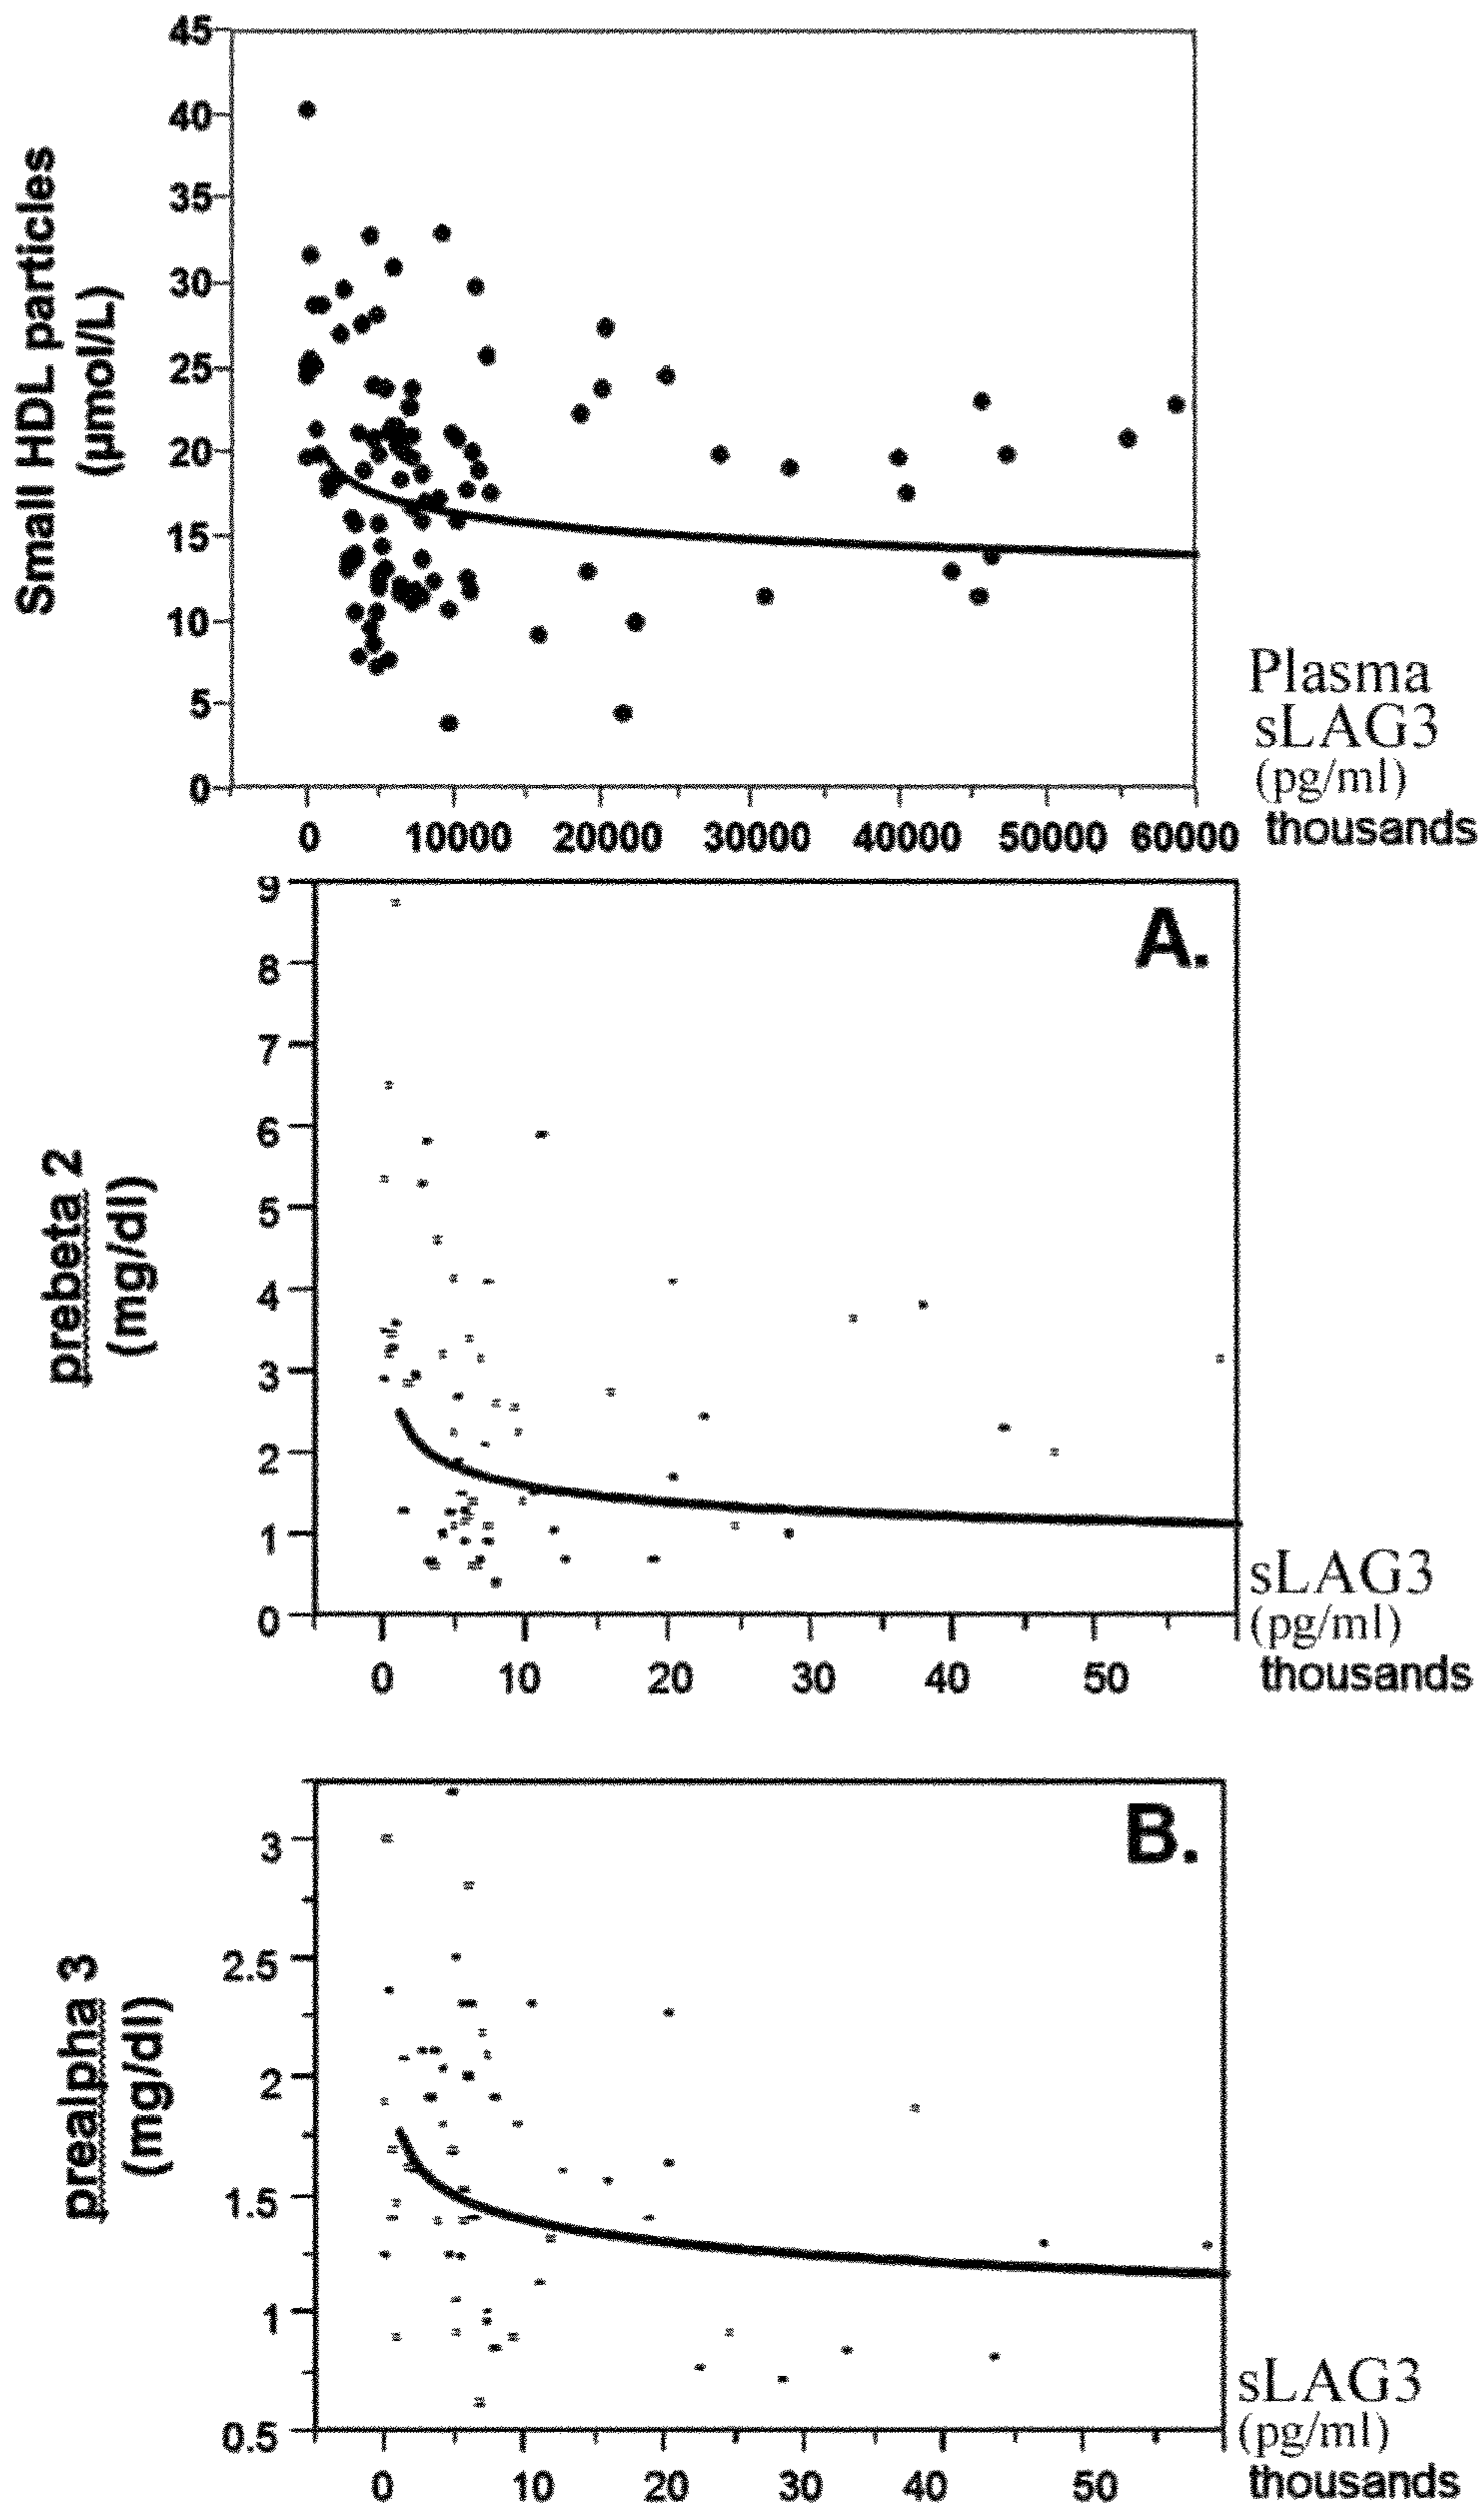 45
40
35
30
25
20
15
10
5
0
Small HDL particles
(µmol/L)
0 10000 20000 30000 40000 50000 60000
Plasma
sLAG3
(pg/ml)
thousands
A.
9
8
7
6
5
4
3
2
1
0
prebeta 2
(mg/dl)
0 10 20 30 40 50
sLAG3
(pg/ml)
thousands
B.
3
2.5
2
1.5
1
0.5
prealpha 3
(mg/dl)
0 10 20 30 40 50
sLAG3
(pg/ml)
thousands